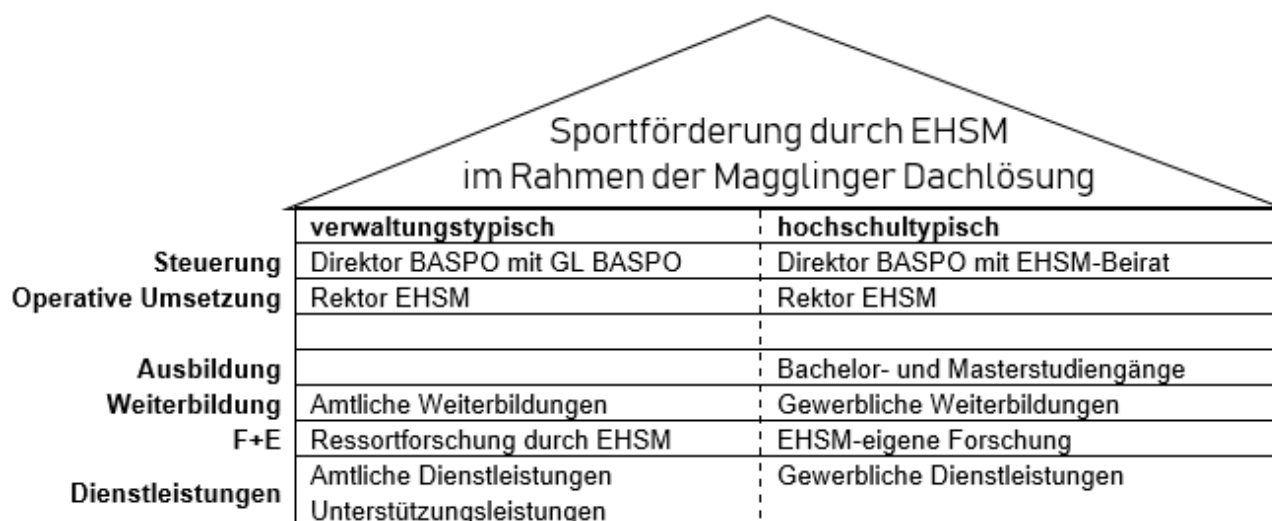 Sportförderung durch EHSM
im Rahmen der Magglinger Dachlösung
verwaltungstypisch hochschultypisch
Steuerung Direktor BASPO mit GL BASPO Direktor BASPO mit EHSM-Beirat
Operative Umsetzung Rektor EHSM Rektor EHSM
Ausbildung Bachelor- und Masterstudiengänge
Weiterbildung Amtliche Weiterbildungen Gewerbliche Weiterbildungen
F+E Ressortforschung durch EHSM EHSM-eigene Forschung
Dienstleistungen Amtliche Dienstleistungen Gewerbliche Dienstleistungen
Unterstützungsleistungen